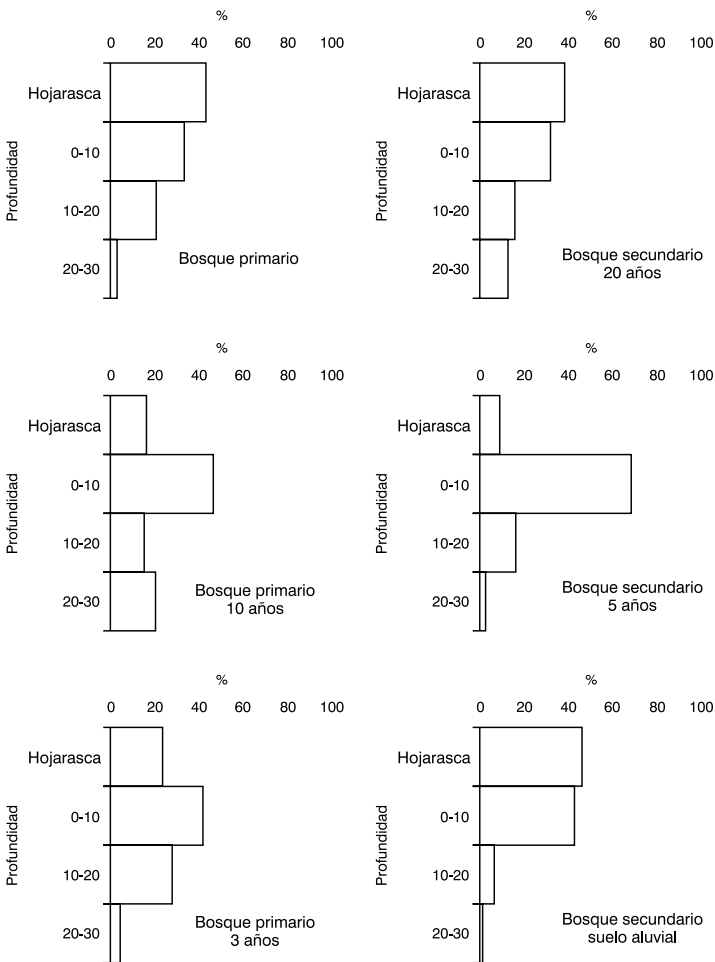 %
0 20 40 60 80 100
Hojarasca
0-10
10-20
20-30
Profundidad
Bosque primario
%
0 20 40 60 80 100
Hojarasca
0-10
10-20
20-30
Profundidad
Bosque secundario
20 años
%
0 20 40 60 80 100
Hojarasca
0-10
10-20
20-30
Profundidad
Bosque primario
10 años
%
0 20 40 60 80 100
Hojarasca
0-10
10-20
20-30
Profundidad
Bosque secundario
5 años
%
0 20 40 60 80 100
Hojarasca
0-10
10-20
20-30
Profundidad
Bosque primario
3 años
%
0 20 40 60 80 100
Hojarasca
0-10
10-20
20-30
Profundidad
Bosque secundario
suelo aluvial